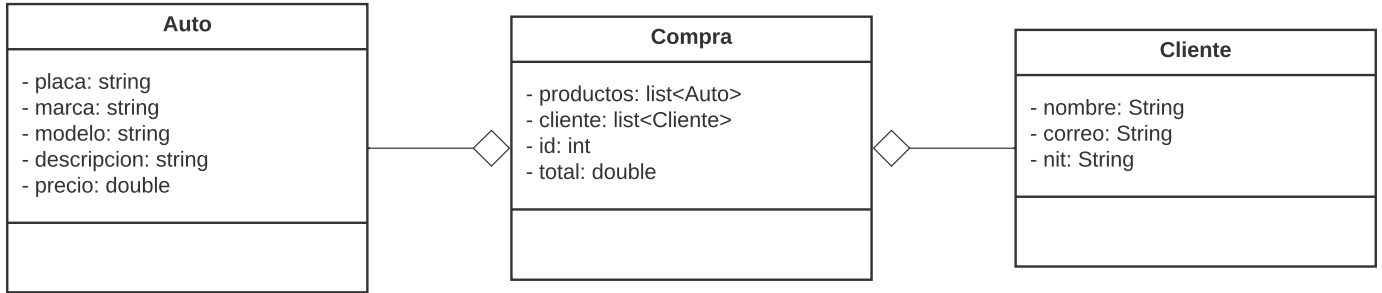 Auto
- placa: string
- marca: string
- modelo: string
- descripcion: string
- precio: double
Compra
- productos: list<Auto>
- cliente: list<Cliente>
- id: int
- total: double
Cliente
- nombre: String
- correo: String
- nit: String